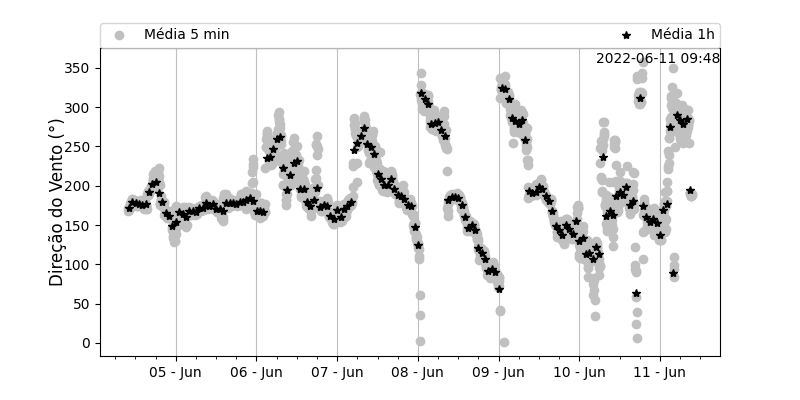 Média 5 min
Média 1h
2022-06-11 09:48
Direção do Vento (°)
350
300
250
200
150
100
50
0
05 - Jun
06 - Jun
07 - Jun
08 - Jun
09 - Jun
10 - Jun
11 - Jun